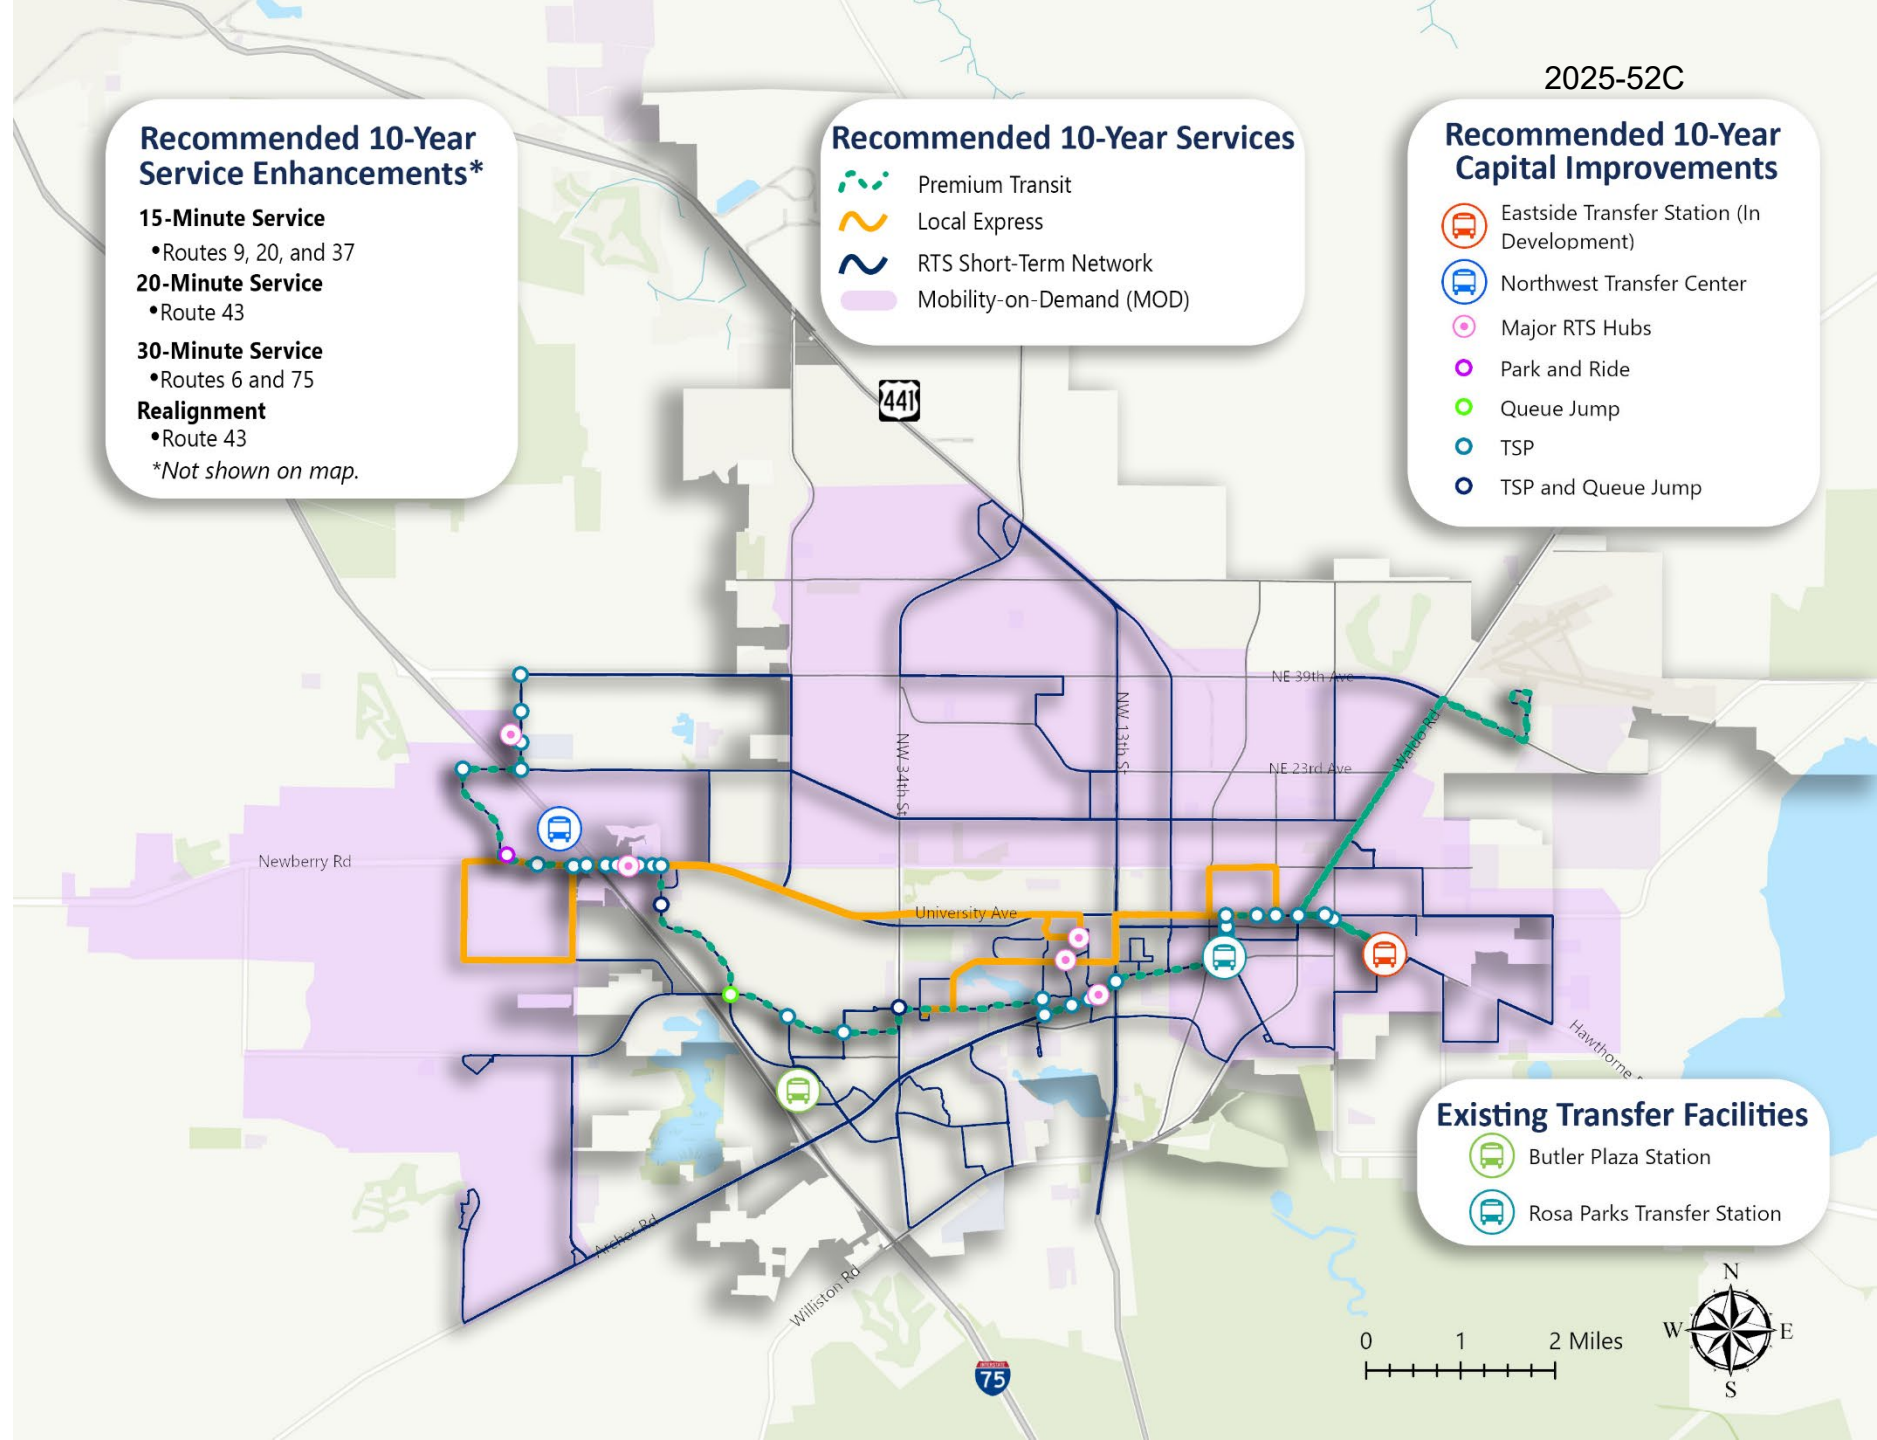 2025-52C
Recommended 10-Year
Service Enhancements*
15-Minute Service
•Routes 9, 20, and 37
20-Minute Service
•Route 43
30-Minute Service
•Routes 6 and 75
Realignment
•Route 43
*Not shown on map.
Recommended 10-Year Services
Premium Transit
Local Express
RTS Short-Term Network
Mobility-on-Demand (MOD)
Recommended 10-Year
Capital Improvements
Eastside Transfer Station (In
Development)
Northwest Transfer Center
Major RTS Hubs
Park and Ride
Queue Jump
TSP
TSP and Queue Jump
441
NE 39th Ave
NW 13th St
Waldo Rd
NW 34th St
NE 23rd Ave
Newberry Rd
University Ave
Hawthorne
Archer Rd
Williston Rd
INTERSTATE
75
Existing Transfer Facilities
Butler Plaza Station
Rosa Parks Transfer Station
N
W E
S
0 1 2 Miles